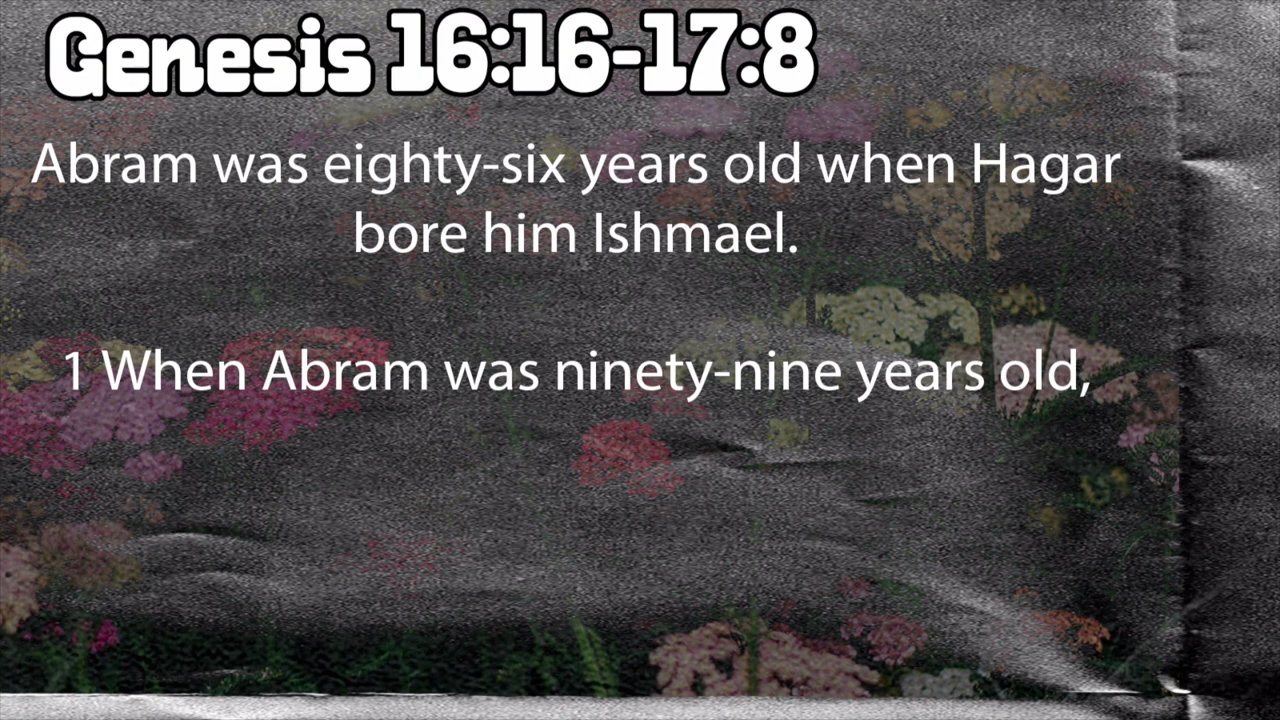 Genesis 16:16-17:8
Abram was eighty-six years old when Hagar
bore him Ishmael.
1 When Abram was ninety-nine years old,